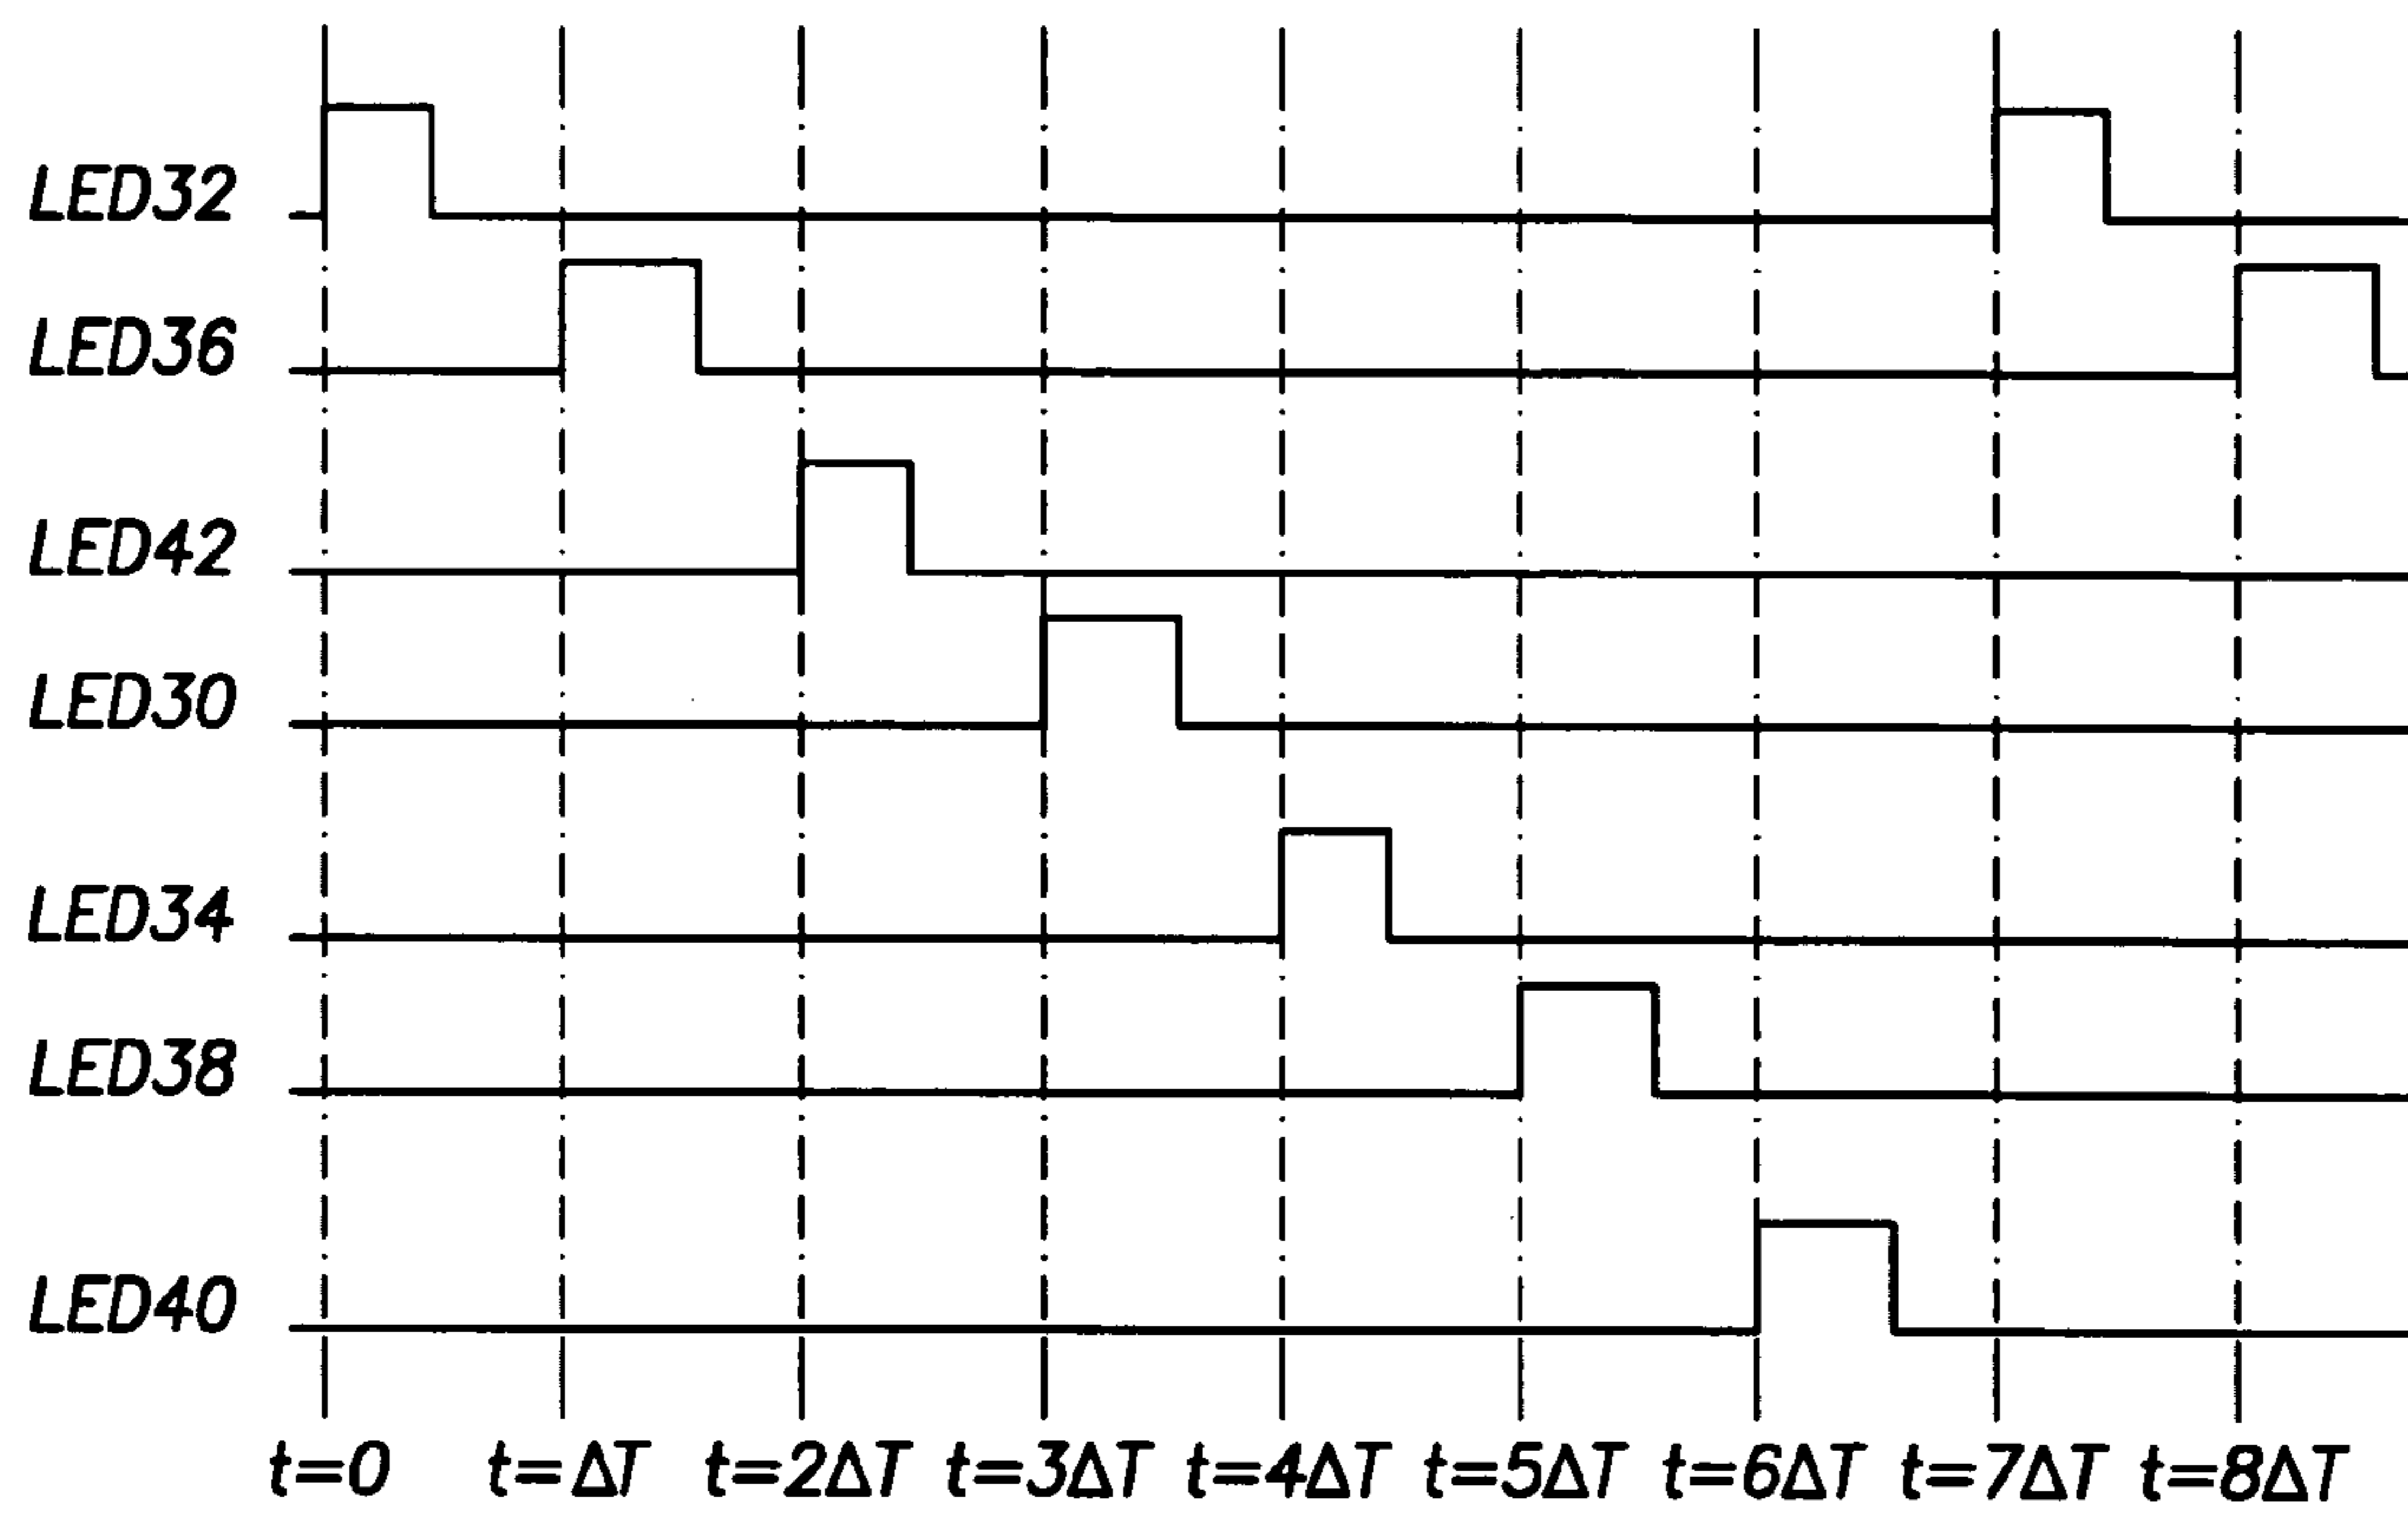 LED32
LED36
LED42
LED30
LED34
LED38
LED40
t=0 t=ΔT t=2ΔT t=3ΔT t=4ΔT t=5ΔT t=6ΔT t=7ΔT t=8ΔT